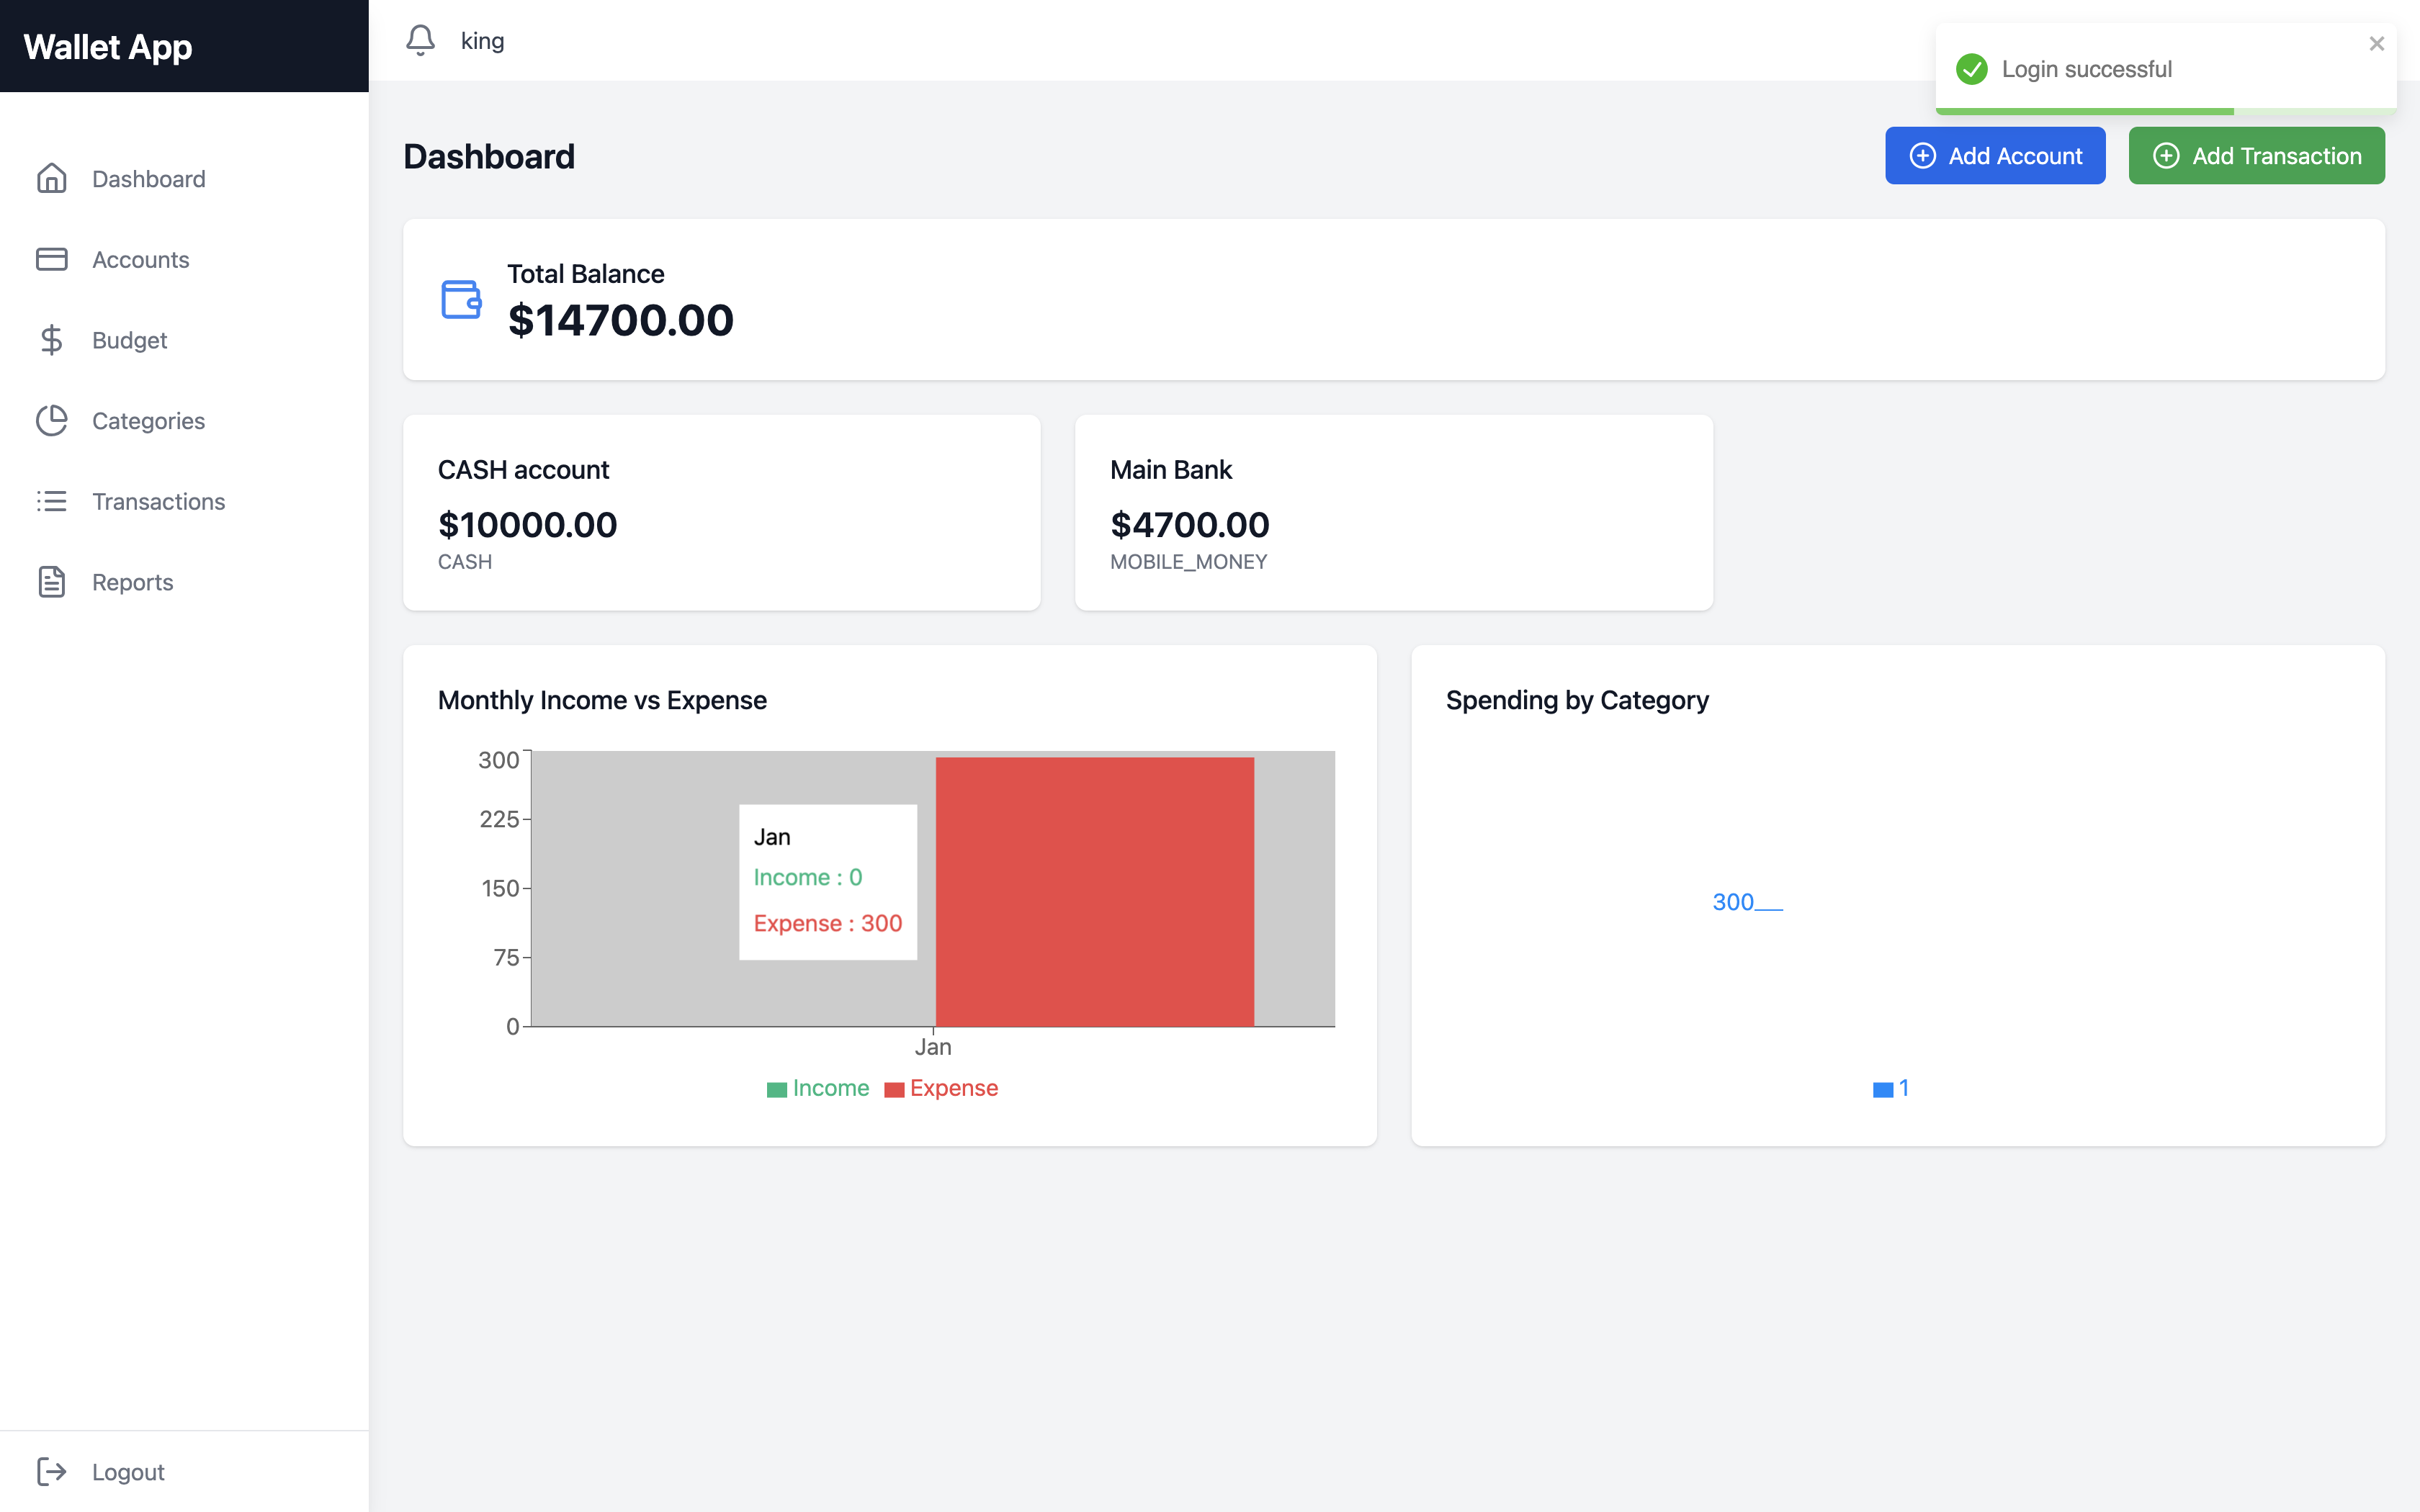 Wallet App
king
Login successful
Dashboard
Accounts
Budget
Categories
Transactions
Reports
Logout
Dashboard
Add Account
Add Transaction
Total Balance
$14700.00
CASH account
$10000.00
CASH
Main Bank
$4700.00
MOBILE_MONEY
Monthly Income vs Expense
300
225
150
75
0
Jan
Income : 0
Expense : 300
Jan
Income Expense
Spending by Category
300
1